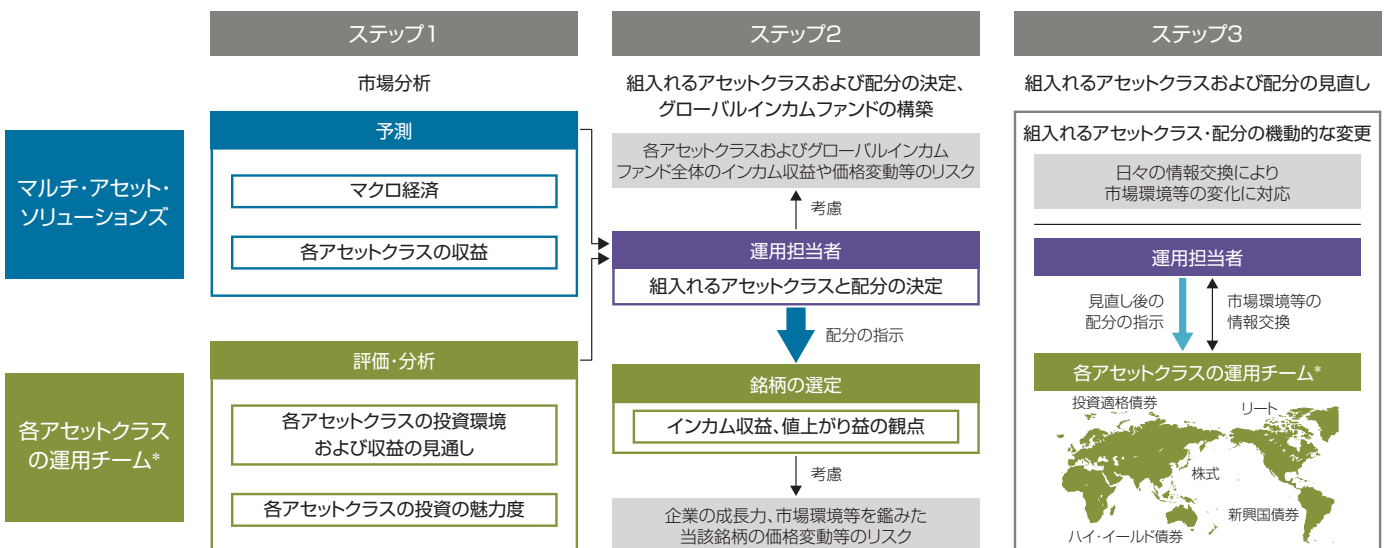 ステップ1
市場分析
マルチ・アセット・
ソリューションズ
予測
マクロ経済
各アセットクラスの収益
各アセットクラス
の運用チーム*
評価・分析
各アセットクラスの投資環境
および収益の見通し
各アセットクラスの投資の魅力度
ステップ2
組入れるアセットクラスおよび配分の決定、
グローバルインカムファンドの構築
各アセットクラスおよびグローバルインカム
ファンド全体のインカム収益や価格変動等のリスク
考慮
運用担当者
組入れるアセットクラスと配分の決定
配分の指示
銘柄の選定
インカム収益、値上がり益の観点
考慮
企業の成長力、市場環境等を鑑みた
当該銘柄の価格変動等のリスク
ステップ3
組入れるアセットクラスおよび配分の見直し
組入れるアセットクラス・配分の機動的な変更
日々の情報交換により
市場環境等の変化に対応
運用担当者
見直し後の
配分の指示
市場環境等の
情報交換
各アセットクラスの運用チーム*
投資適格債券
リート
株式
新興国債券
ハイ・イールド債券